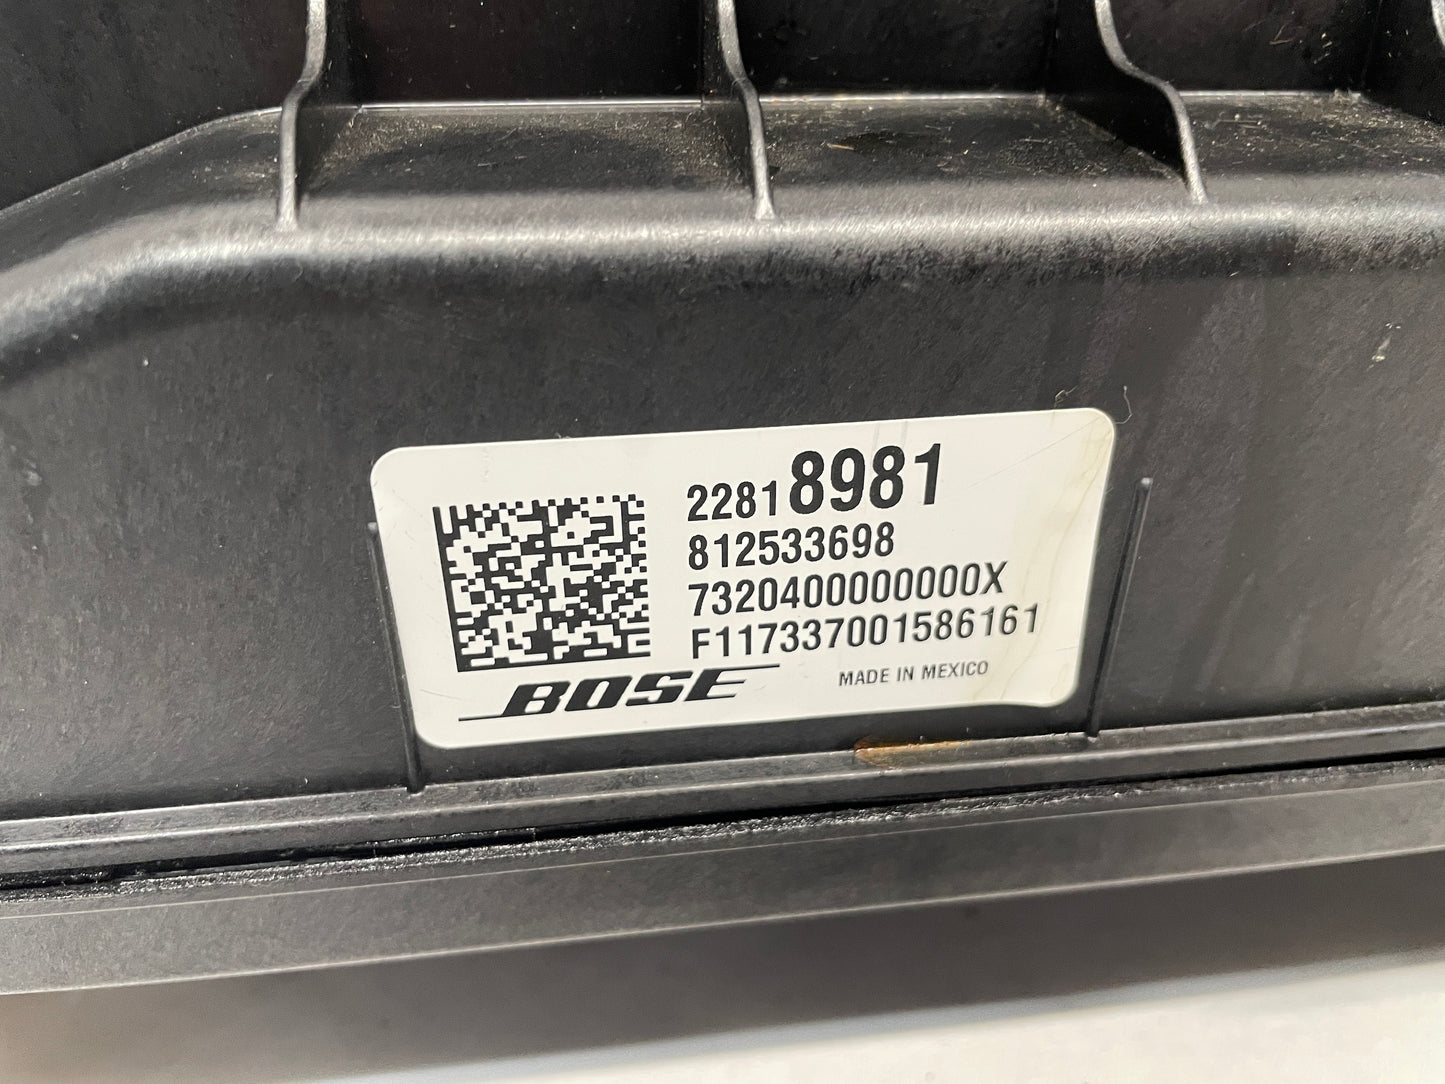 22818981
812533698
7320400000000X
F117337001586161
BOSE MADE IN MEXICO